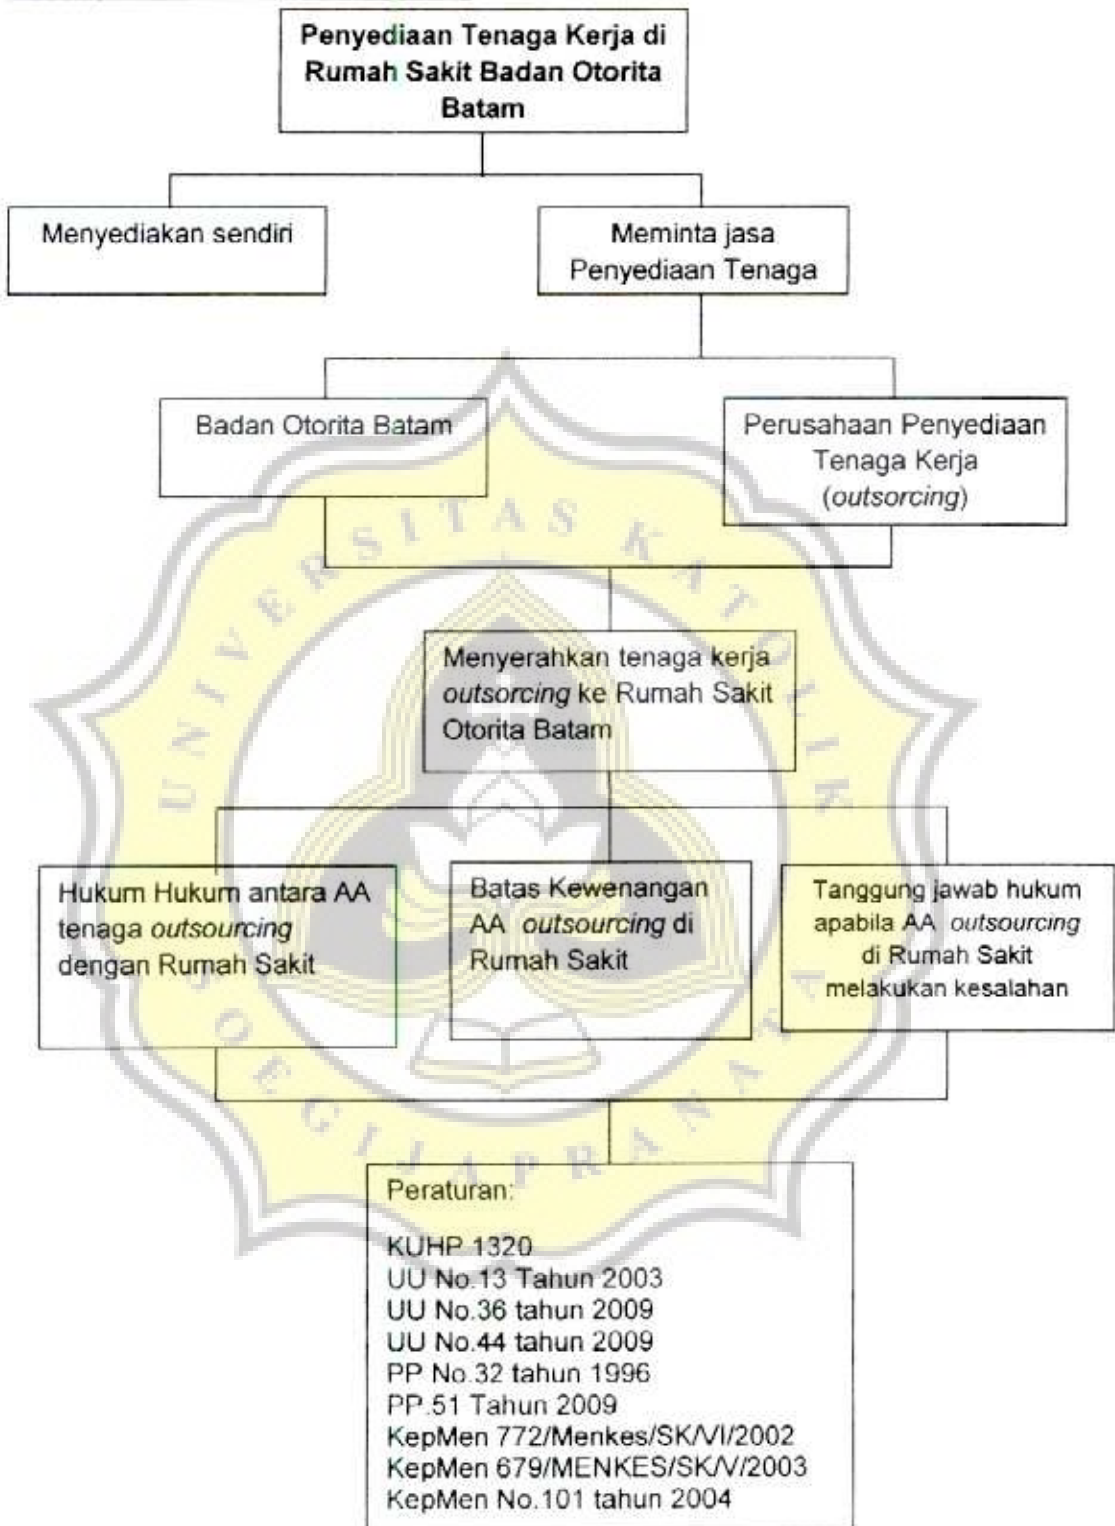 Penyediaan Tenaga Kerja di
Rumah Sakit Badan Otorita
Batam
Menyediakan sendiri
Meminta jasa
Penyediaan Tenaga
Badan Otorita Batam
Perusahaan Penyediaan
Tenaga Kerja
(outsorcing)
Menyerahkan tenaga kerja
outsorcing ke Rumah Sakit
Otorita Batam
Hukum Hukum antara AA
tenaga outsourcing
dengan Rumah Sakit
Batas Kewenangan
AA outsourcing di
Rumah Sakit
Tanggung jawab hukum
apabila AA outsourcing
di Rumah Sakit
melakukan kesalahan
Peraturan:
KUHP 1320
UU No.13 Tahun 2003
UU No.36 tahun 2009
UU No.44 tahun 2009
PP No.32 tahun 1996
PP.51 Tahun 2009
KepMen 772/Menkes/SK/VI/2002
KepMen 679/MENKES/SK/V/2003
KepMen No.101 tahun 2004
UNIVERSITAS KATOLIK
SOEGIJAPRANATA